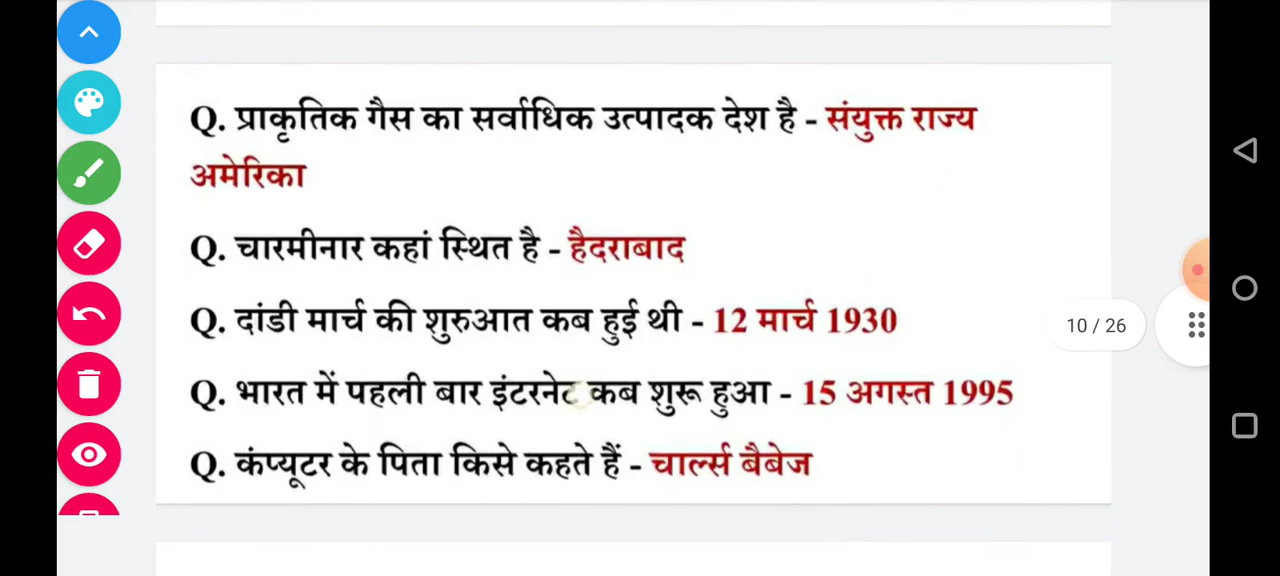 Q. प्राकृतिक गैस का सर्वाधिक उत्पादक देश है - संयुक्त राज्य
अमेरिका
Q. चारमीनार कहां स्थित है - हैदराबाद
Q. दांडी मार्च की शुरुआत कब हुई थी - 12 मार्च 1930
10 / 26
Q. भारत में पहली बार इंटरनेट कब शुरू हुआ - 15 अगस्त 1995
Q. कंप्यूटर के पिता किसे कहते हैं - चार्ल्स बैबेज